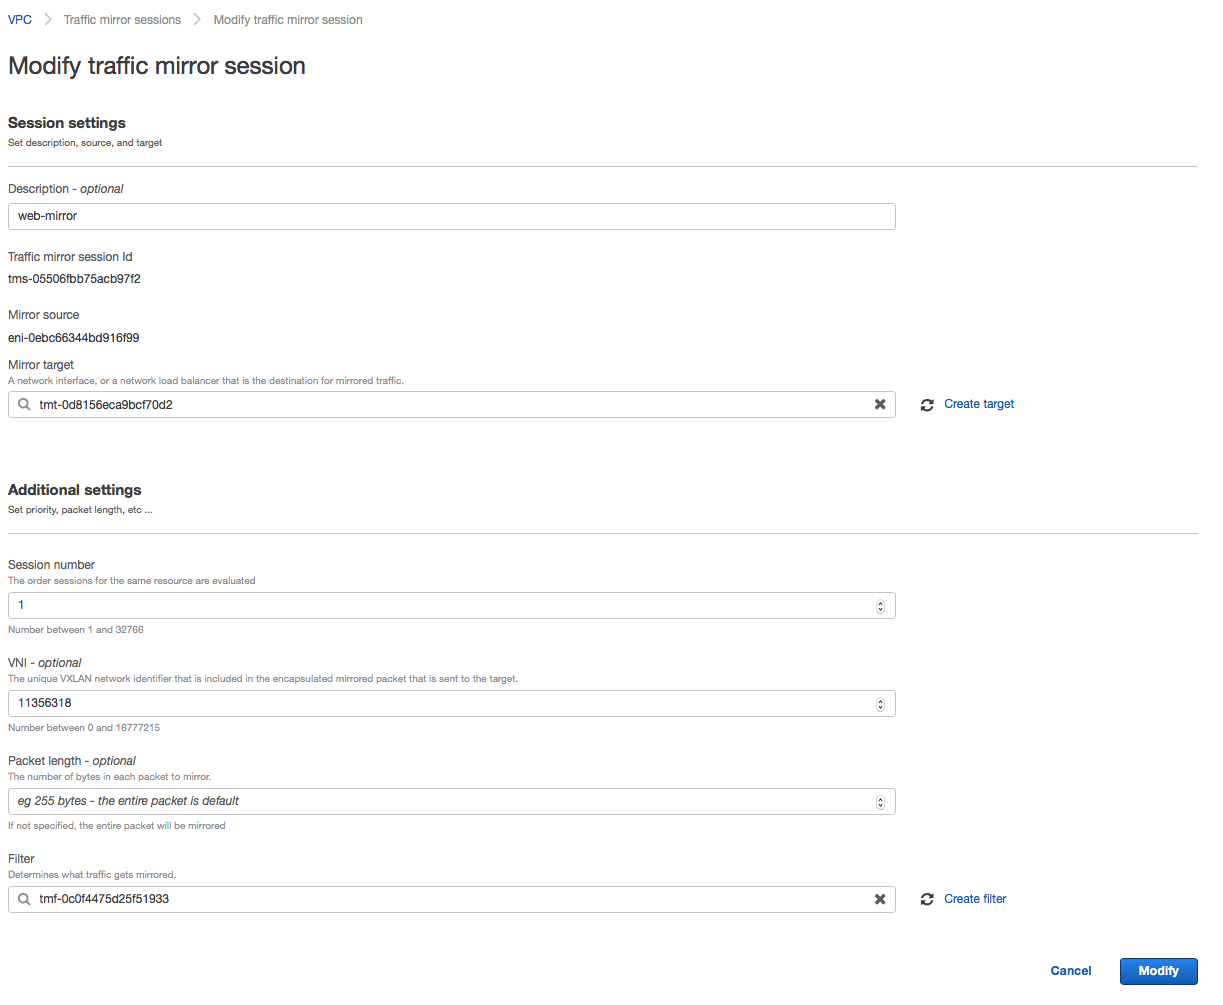 VPC > Traffic mirror sessions > Modify traffic mirror session
Modify traffic mirror session
Session settings
Set description, source, and target
Description - optional
web-mirror
Traffic mirror session Id
tms-05506fbb75acb97f2
Mirror source
eni-0ebc66344bd916f99
Mirror target
A network interface, or a network load balancer that is the destination for mirrored traffic.
tmt-0d8156eca9bcf70d2
Create target
Additional settings
Set priority, packet length, etc ...
Session number
The order sessions for the same resource are evaluated
1
Number between 1 and 32766
VNI - optional
The unique VXLAN network identifier that is included in the encapsulated mirrored packet that is sent to the target.
11356318
Number between 0 and 16777215
Packet length - optional
The number of bytes in each packet to mirror.
eg 255 bytes - the entire packet is default
If not specified, the entire packet will be mirrored
Filter
Determines what traffic gets mirrored.
tmf-0c0f4475d25f51933
Create filter
Cancel
Modify